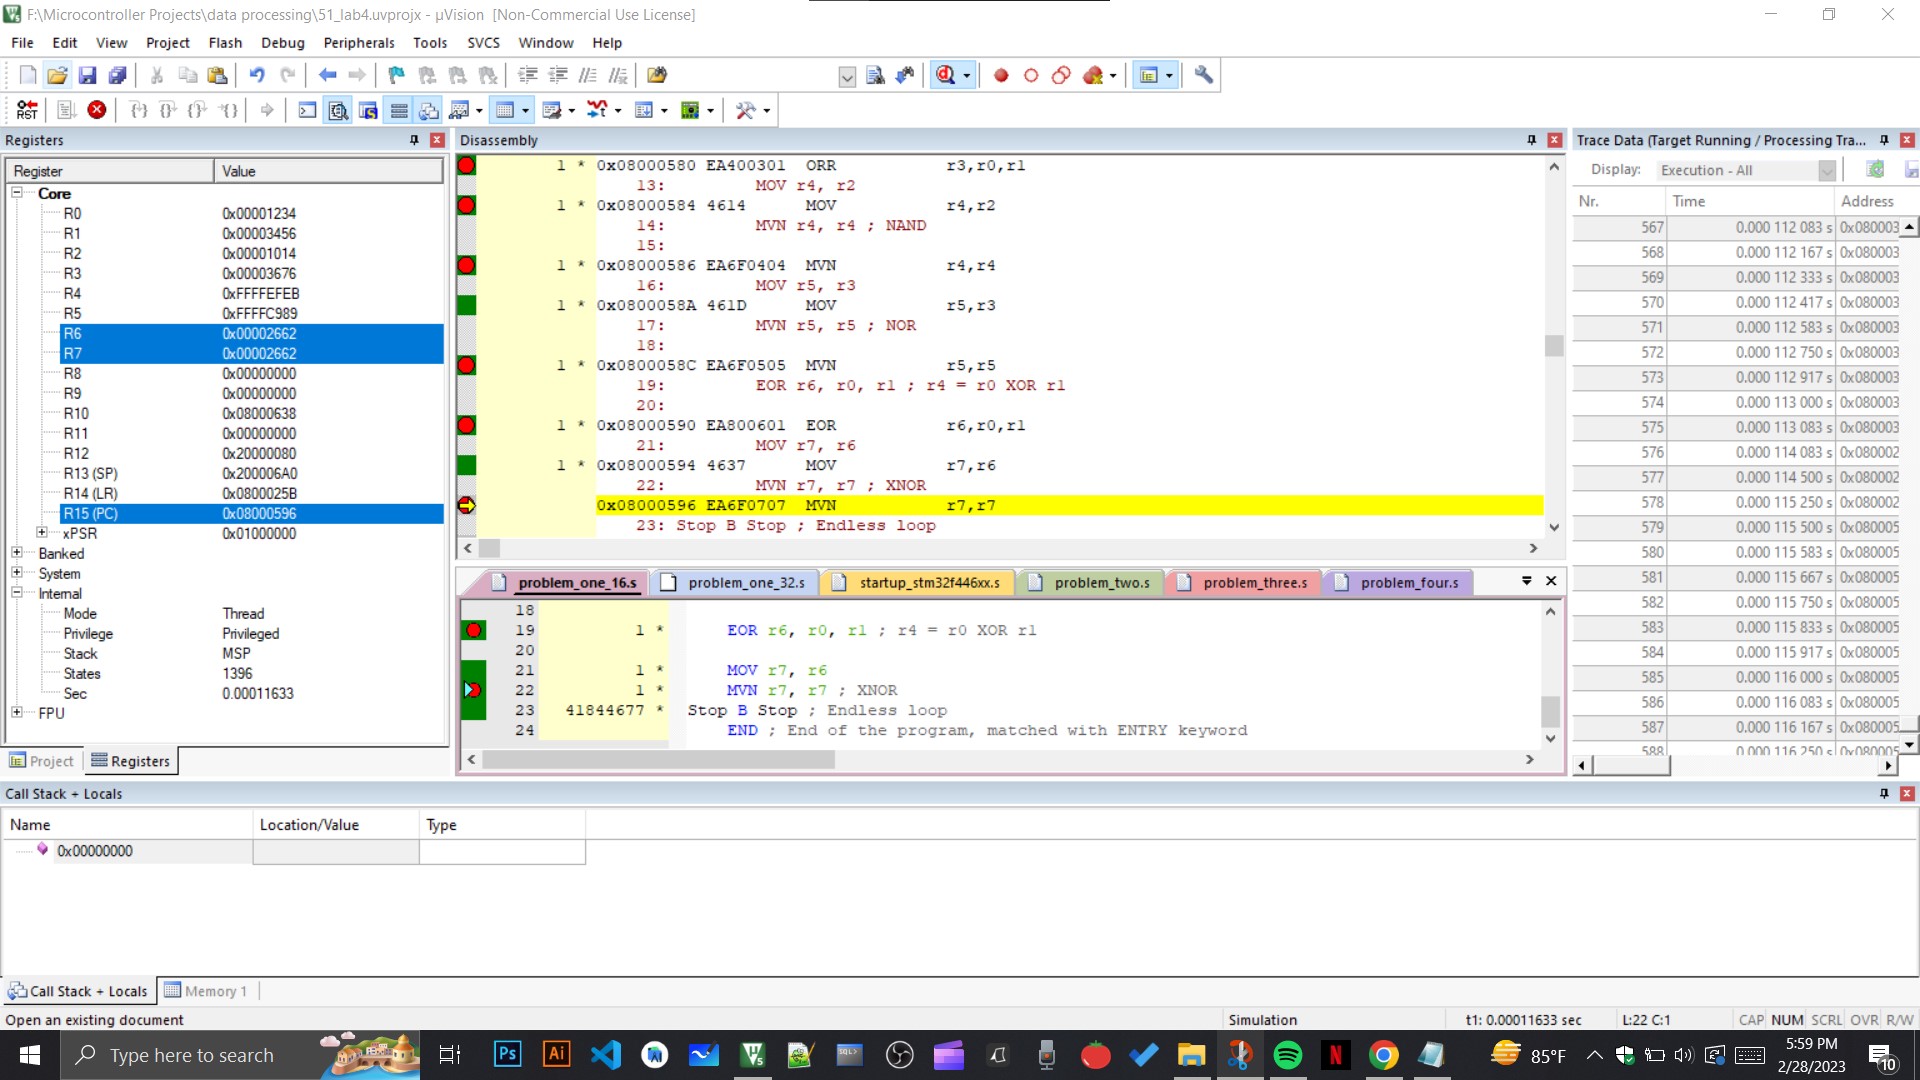 F:\Microcontroller Projects\data processing\51_lab4.uvprojx - µVision [Non-Commercial Use License]
File Edit View Project Flash Debug Peripherals Tools SVCS Window Help
RST
Registers
Register Value
Core
R0 0x00001234
R1 0x00003456
R2 0x00001014
R3 0x00003676
R4 0xFFFFEFEB
R5 0xFFFFC989
R6 0x00002662
R7 0x00002662
R8 0x00000000
R9 0x00000000
R10 0x08000638
R11 0x00000000
R12 0x20000080
R13 (SP) 0x200006A0
R14 (LR) 0x0800025B
R15 (PC) 0x08000596
xPSR 0x01000000
Banked
System
Internal
Mode Thread
Privilege Privileged
Stack MSP
States 1396
Sec 0.00011633
FPU
Project Registers
Disassembly
1 * 0x08000580 EA400301 ORR r3,r0,r1
13: MOV r4, r2
1 * 0x08000584 4614 MOV r4,r2
14: MVN r4, r4 ; NAND
15:
1 * 0x08000586 EA6F0404 MVN r4,r4
16: MOV r5, r3
1 * 0x0800058A 461D MOV r5,r3
17: MVN r5, r5 ; NOR
18:
1 * 0x0800058C EA6F0505 MVN r5,r5
19: EOR r6, r0, r1 ; r4 = r0 XOR r1
20:
1 * 0x08000590 EA800601 EOR r6,r0,r1
21: MOV r7, r6
1 * 0x08000594 4637 MOV r7,r6
22: MVN r7, r7 ; XNOR
0x08000596 EA6F0707 MVN r7,r7
23: Stop B Stop ; Endless loop
problem_one_16.s problem_one_32.s startup_stm32f446xx.s problem_two.s problem_three.s problem_four.s
18
19 1 * EOR r6, r0, r1 ; r4 = r0 XOR r1
20
21 1 * MOV r7, r6
22 1 * MVN r7, r7 ; XNOR
23 41844677 * Stop B Stop ; Endless loop
24 END ; End of the program, matched with ENTRY keyword
Trace Data (Target Running / Processing Tra...
Display: Execution - All
Nr. Time Address
567 0.000 112 083 s 0x080003
568 0.000 112 167 s 0x080003
569 0.000 112 333 s 0x080003
570 0.000 112 417 s 0x080003
571 0.000 112 583 s 0x080003
572 0.000 112 750 s 0x080003
573 0.000 112 917 s 0x080003
574 0.000 113 000 s 0x080003
575 0.000 113 083 s 0x080003
576 0.000 114 083 s 0x080002
577 0.000 114 500 s 0x080002
578 0.000 115 250 s 0x080002
579 0.000 115 500 s 0x080005
580 0.000 115 583 s 0x080005
581 0.000 115 667 s 0x080005
582 0.000 115 750 s 0x080005
583 0.000 115 833 s 0x080005
584 0.000 115 917 s 0x080005
585 0.000 116 000 s 0x080005
586 0.000 116 083 s 0x080005
587 0.000 116 167 s 0x080005
588 0.000 116 250 s 0x080005
Call Stack + Locals
Name Location/Value Type
0x00000000
Call Stack + Locals Memory 1
Open an existing document Simulation t1: 0.00011633 sec L:22 C:1 CAP NUM SCRL OVR R/W
Type here to search Ps Ai N 85°F 5:59 PM
2/28/2023 10